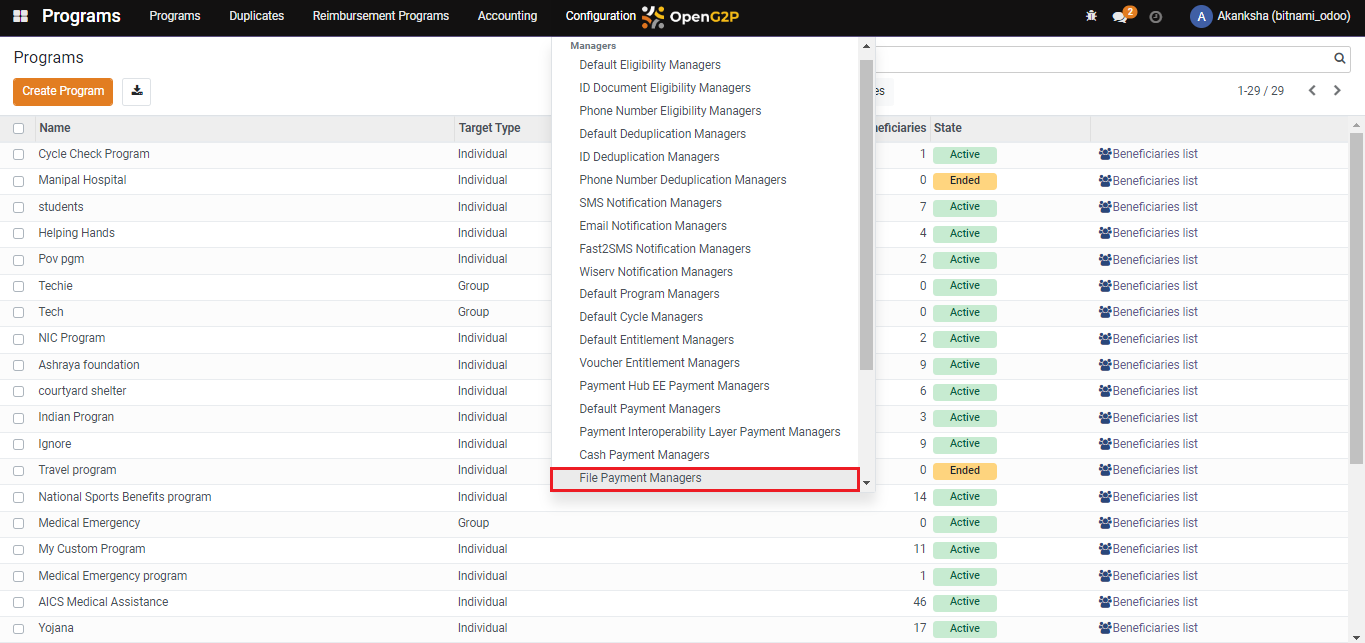 Programs Programs Duplicates Reimbursement Programs Accounting Configuration OpenG2P 2 A Akanksha (bitnami_odoo)
Programs
Create Program
es 1-29 / 29
Managers
Default Eligibility Managers
ID Document Eligibility Managers
Phone Number Eligibility Managers
Default Deduplication Managers
ID Deduplication Managers
Phone Number Deduplication Managers
SMS Notification Managers
Email Notification Managers
Fast2SMS Notification Managers
Wiserv Notification Managers
Default Program Managers
Default Cycle Managers
Default Entitlement Managers
Voucher Entitlement Managers
Payment Hub EE Payment Managers
Default Payment Managers
Payment Interoperability Layer Payment Managers
Cash Payment Managers
File Payment Managers
Name Target Type eficiaries State
Cycle Check Program Individual 1 Active Beneficiaries list
Manipal Hospital Individual 0 Ended Beneficiaries list
students Individual 7 Active Beneficiaries list
Helping Hands Individual 4 Active Beneficiaries list
Pov pgm Individual 2 Active Beneficiaries list
Techie Group 0 Active Beneficiaries list
Tech Group 0 Active Beneficiaries list
NIC Program Individual 2 Active Beneficiaries list
Ashraya foundation Individual 9 Active Beneficiaries list
courtyard shelter Individual 6 Active Beneficiaries list
Indian Progran Individual 3 Active Beneficiaries list
Ignore Individual 9 Active Beneficiaries list
Travel program Individual 0 Ended Beneficiaries list
National Sports Benefits program Individual 14 Active Beneficiaries list
Medical Emergency Group 0 Active Beneficiaries list
My Custom Program Individual 11 Active Beneficiaries list
Medical Emergency program Individual 1 Active Beneficiaries list
AICS Medical Assistance Individual 46 Active Beneficiaries list
Yojana Individual 17 Active Beneficiaries list